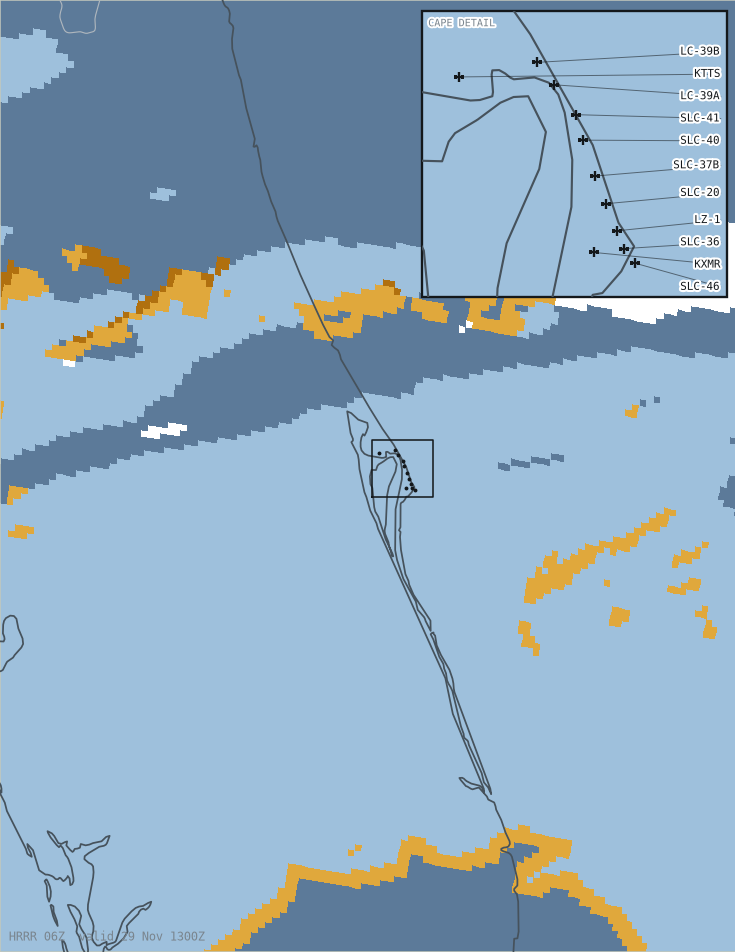 CAPE DETAIL
LC-39B
KTTS
LC-39A
SLC-41
SLC-40
SLC-37B
SLC-20
LZ-1
SLC-36
KXMR
SLC-46
HRRR 06Z valid 29 Nov 1300Z